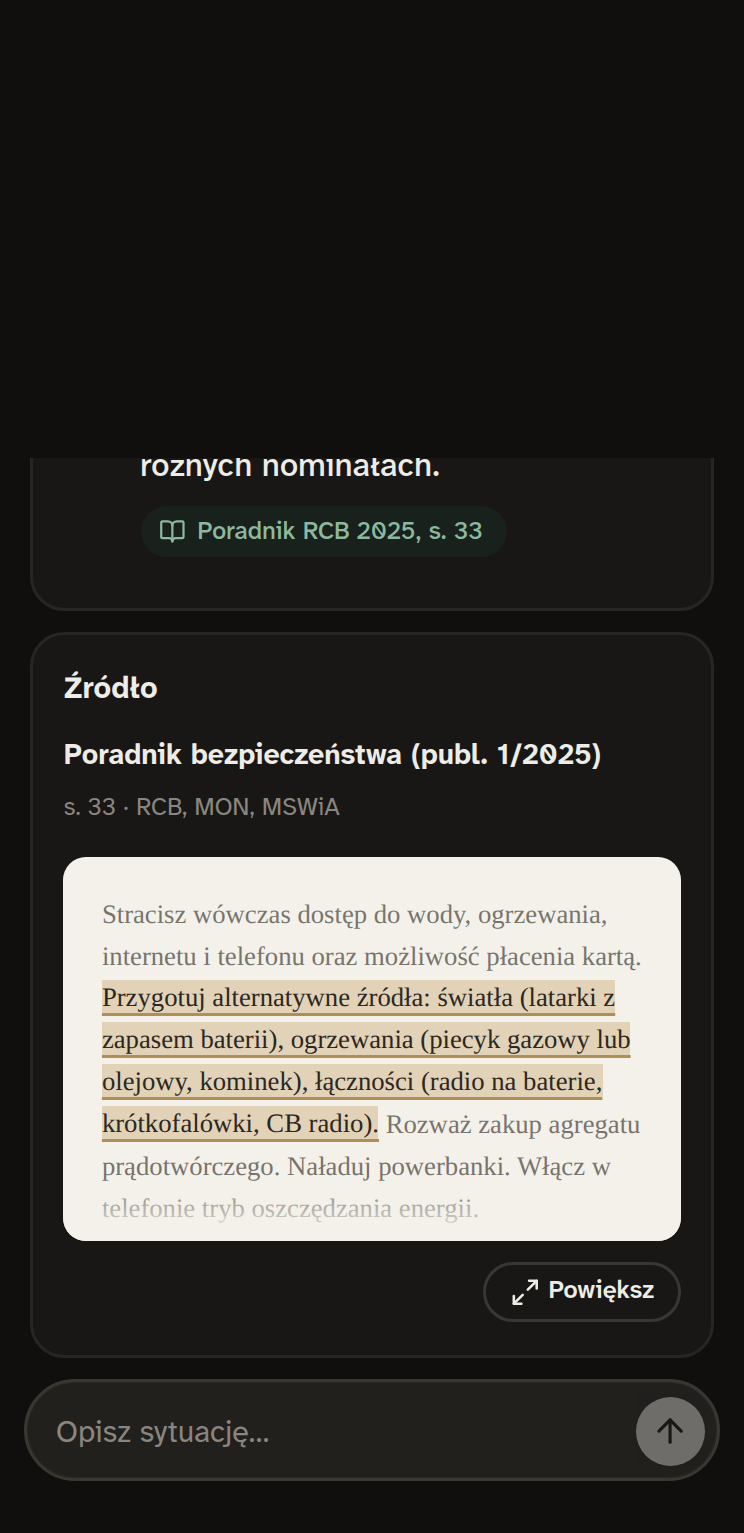 różnych nominałach.
Poradnik RCB 2025, s. 33
Źródło
Poradnik bezpieczeństwa (publ. 1/2025)
s. 33 · RCB, MON, MSWiA
Stracisz wówczas dostęp do wody, ogrzewania,
internetu i telefonu oraz możliwość płacenia kartą.
Przygotuj alternatywne źródła: światła (latarki z
zapasem baterii), ogrzewania (piecyk gazowy lub
olejowy, kominek), łączności (radio na baterie,
krótkofalówki, CB radio). Rozważ zakup agregatu
prądotwórczego. Naładuj powerbanki. Włącz w
telefonie tryb oszczędzania energii.
Powiększ
Opisz sytuację...